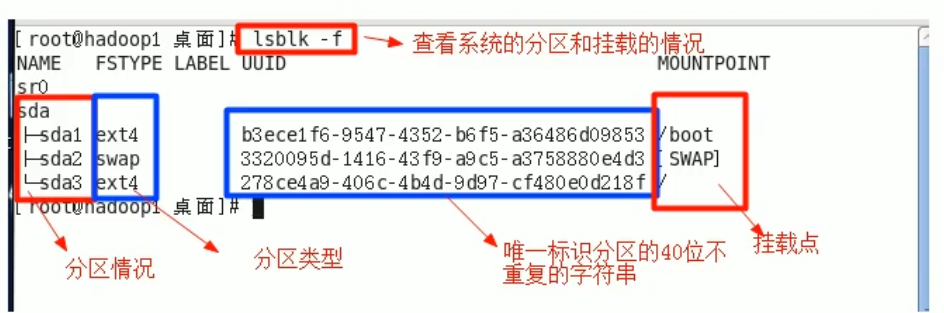 [root@hadoop1 桌面]# lsblk -f
查看系统的分区和挂载的情况
NAME FSTYPE LABEL UUID MOUNTPOINT
sr0
sda
├─sda1 ext4 b3ece1f6-9547-4352-b6f5-a36486d09853 /boot
├─sda2 swap 3320095d-1416-43f9-a9c5-a3758880e4d3 [SWAP]
└─sda3 ext4 278ce4a9-406c-4b4d-9d97-cf480e0d218f /
[root@hadoop1 桌面]#
分区情况
分区类型
唯一标识分区的40位不
重复的字符串
挂载点